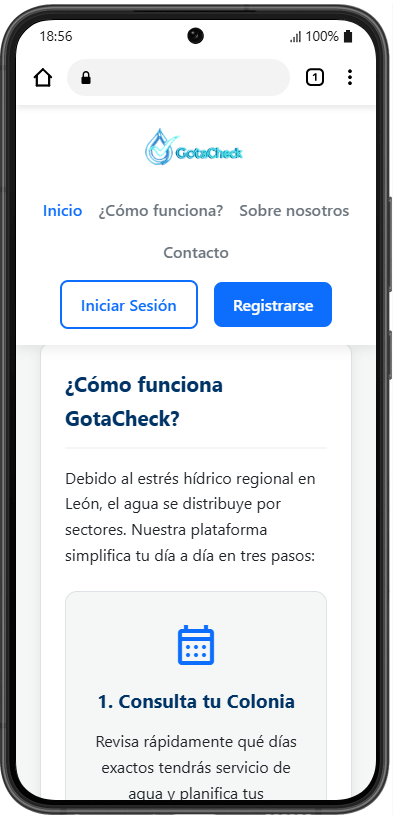 18:56
100%
1
GotaCheck
Inicio ¿Cómo funciona? Sobre nosotros
Contacto
Iniciar Sesión Registrarse
¿Cómo funciona
GotaCheck?
Debido al estrés hídrico regional en
León, el agua se distribuye por
sectores. Nuestra plataforma
simplifica tu día a día en tres pasos:
1. Consulta tu Colonia
Revisa rápidamente qué días
exactos tendrás servicio de
agua y planifica tus